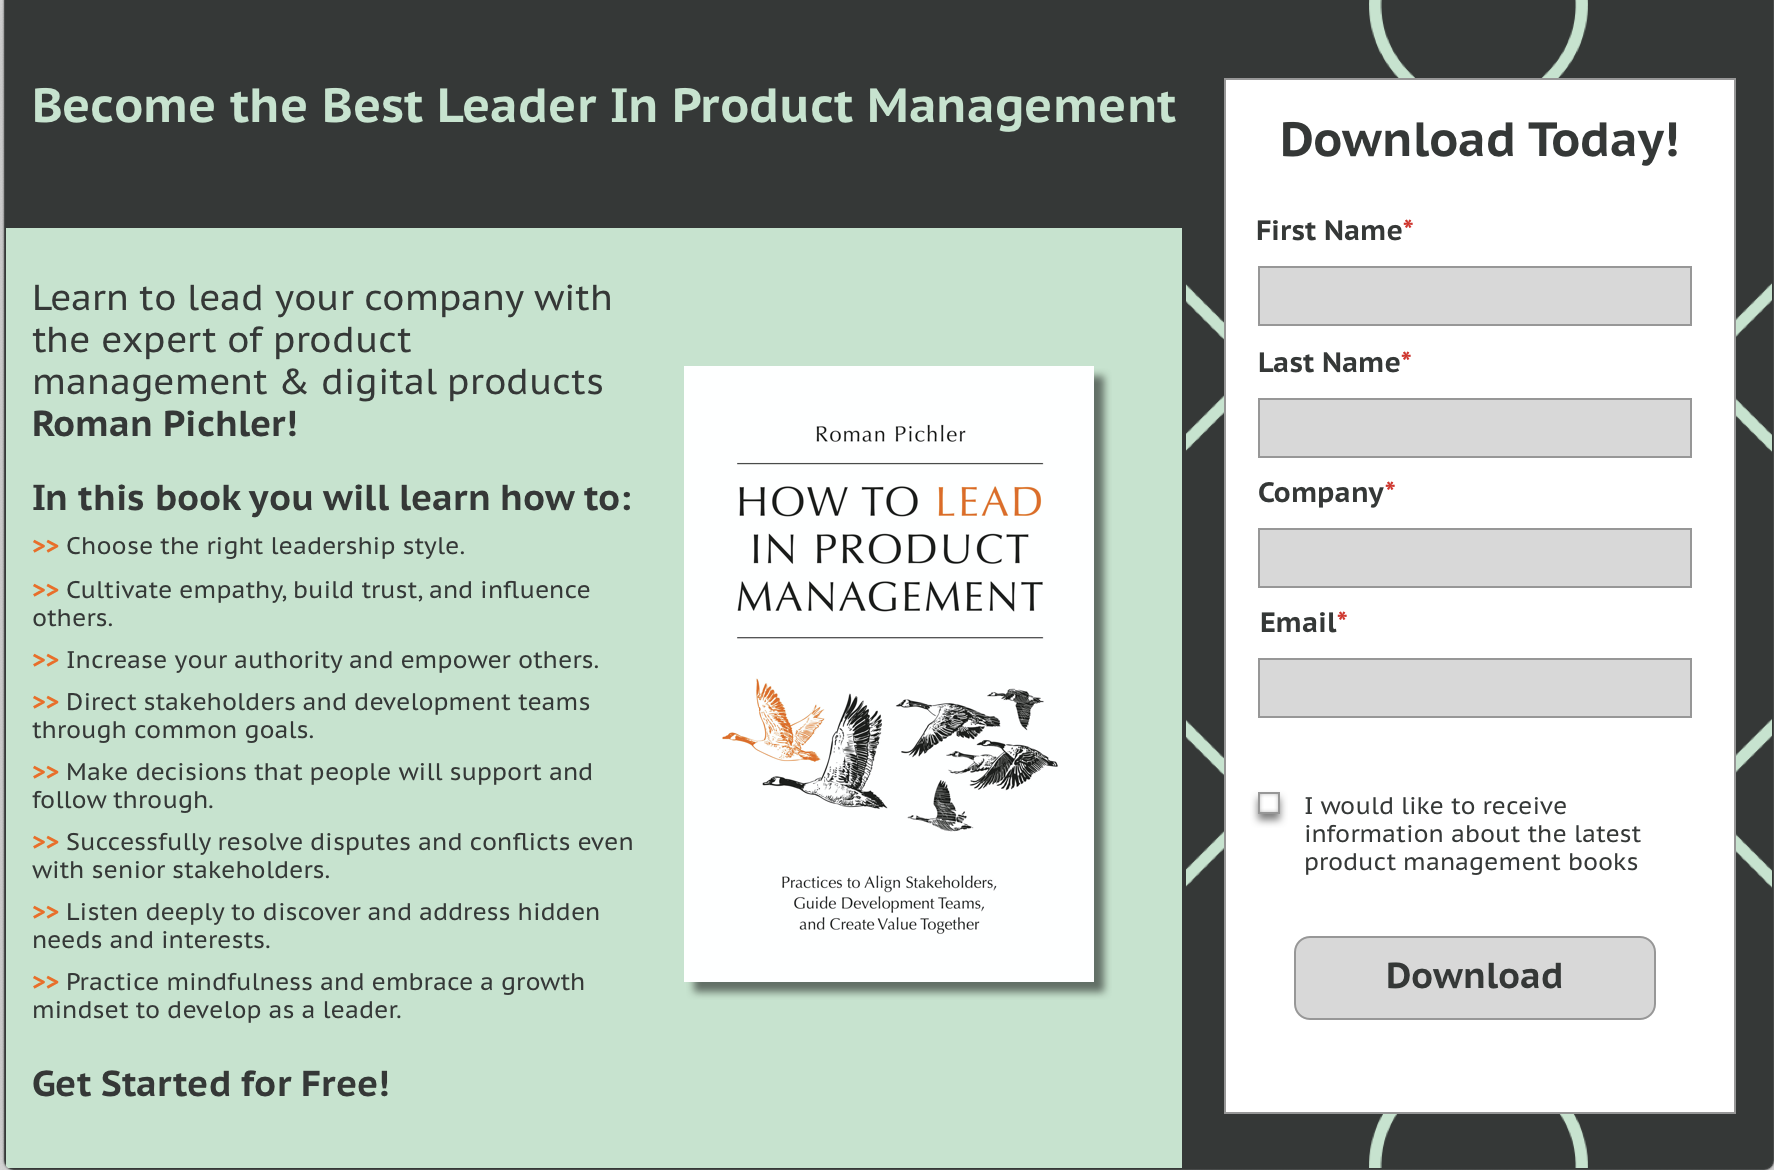 Become the Best Leader In Product Management
Learn to lead your company with
the expert of product
management & digital products
Roman Pichler!
In this book you will learn how to:
>> Choose the right leadership style.
>> Cultivate empathy, build trust, and influence
others.
>> Increase your authority and empower others.
>> Direct stakeholders and development teams
through common goals.
>> Make decisions that people will support and
follow through.
>> Successfully resolve disputes and conflicts even
with senior stakeholders.
>> Listen deeply to discover and address hidden
needs and interests.
>> Practice mindfulness and embrace a growth
mindset to develop as a leader.
Get Started for Free!
Roman Pichler
HOW TO LEAD
IN PRODUCT
MANAGEMENT
Practices to Align Stakeholders,
Guide Development Teams,
and Create Value Together
Download Today!
First Name*
Last Name*
Company*
Email*
I would like to receive
information about the latest
product management books
Download